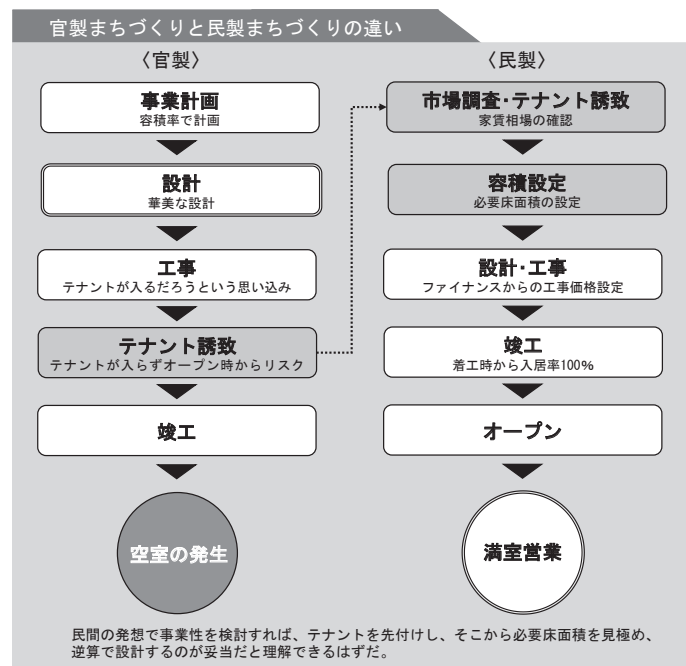 官製まちづくりと民製まちづくりの違い
〈官製〉
事業計画
容積率で計画
設計
華美な設計
工事
テナントが入るだろうという思い込み
テナント誘致
テナントが入らずオープン時からリスク
竣工
空室の発生
〈民製〉
市場調査・テナント誘致
家賃相場の確認
容積設定
必要床面積の設定
設計・工事
ファイナンスからの工事価格設定
竣工
着工時から入居率100%
オープン
満室営業
民間の発想で事業性を検討すれば、テナントを先付けし、そこから必要床面積を見極め、
逆算で設計するのが妥当だと理解できるはずだ。